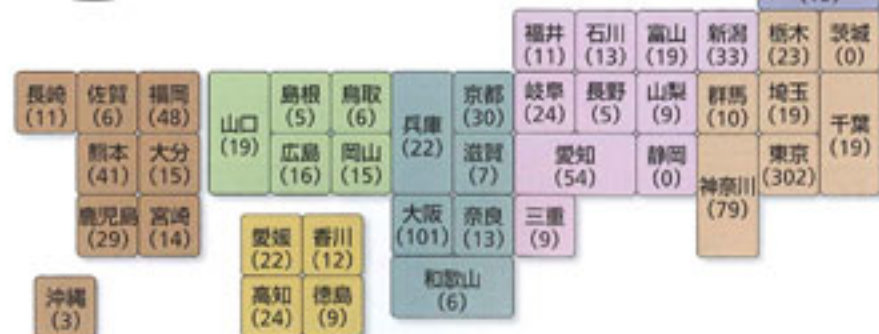 福井 石川 富山 新潟 栃木 茨城
(11) (13) (19) (33) (23) (0)
長崎 佐賀 福岡 山口 島根 鳥取 兵庫 京都 岐阜 長野 山梨 群馬 埼玉 千葉
(11) (6) (48) (19) (5) (6) (22) (30) (24) (5) (9) (10) (19) (19)
熊本 大分 広島 岡山 滋賀 愛知 静岡 神奈川 東京
(41) (15) (16) (15) (7) (54) (0) (79) (302)
鹿児島 宮崎 愛媛 香川 大阪 奈良 三重
(29) (14) (22) (12) (101) (13) (9)
沖縄 高知 徳島 和歌山
(3) (24) (9) (6)